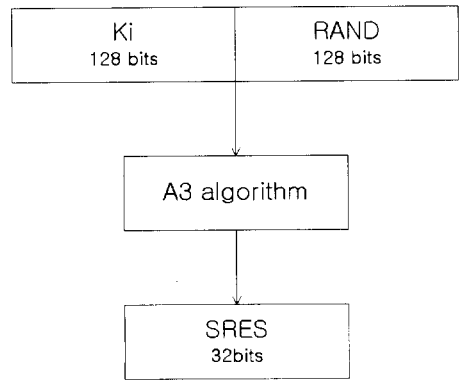 Ki
128 bits
RAND
128 bits
A3 algorithm
SRES
32bits